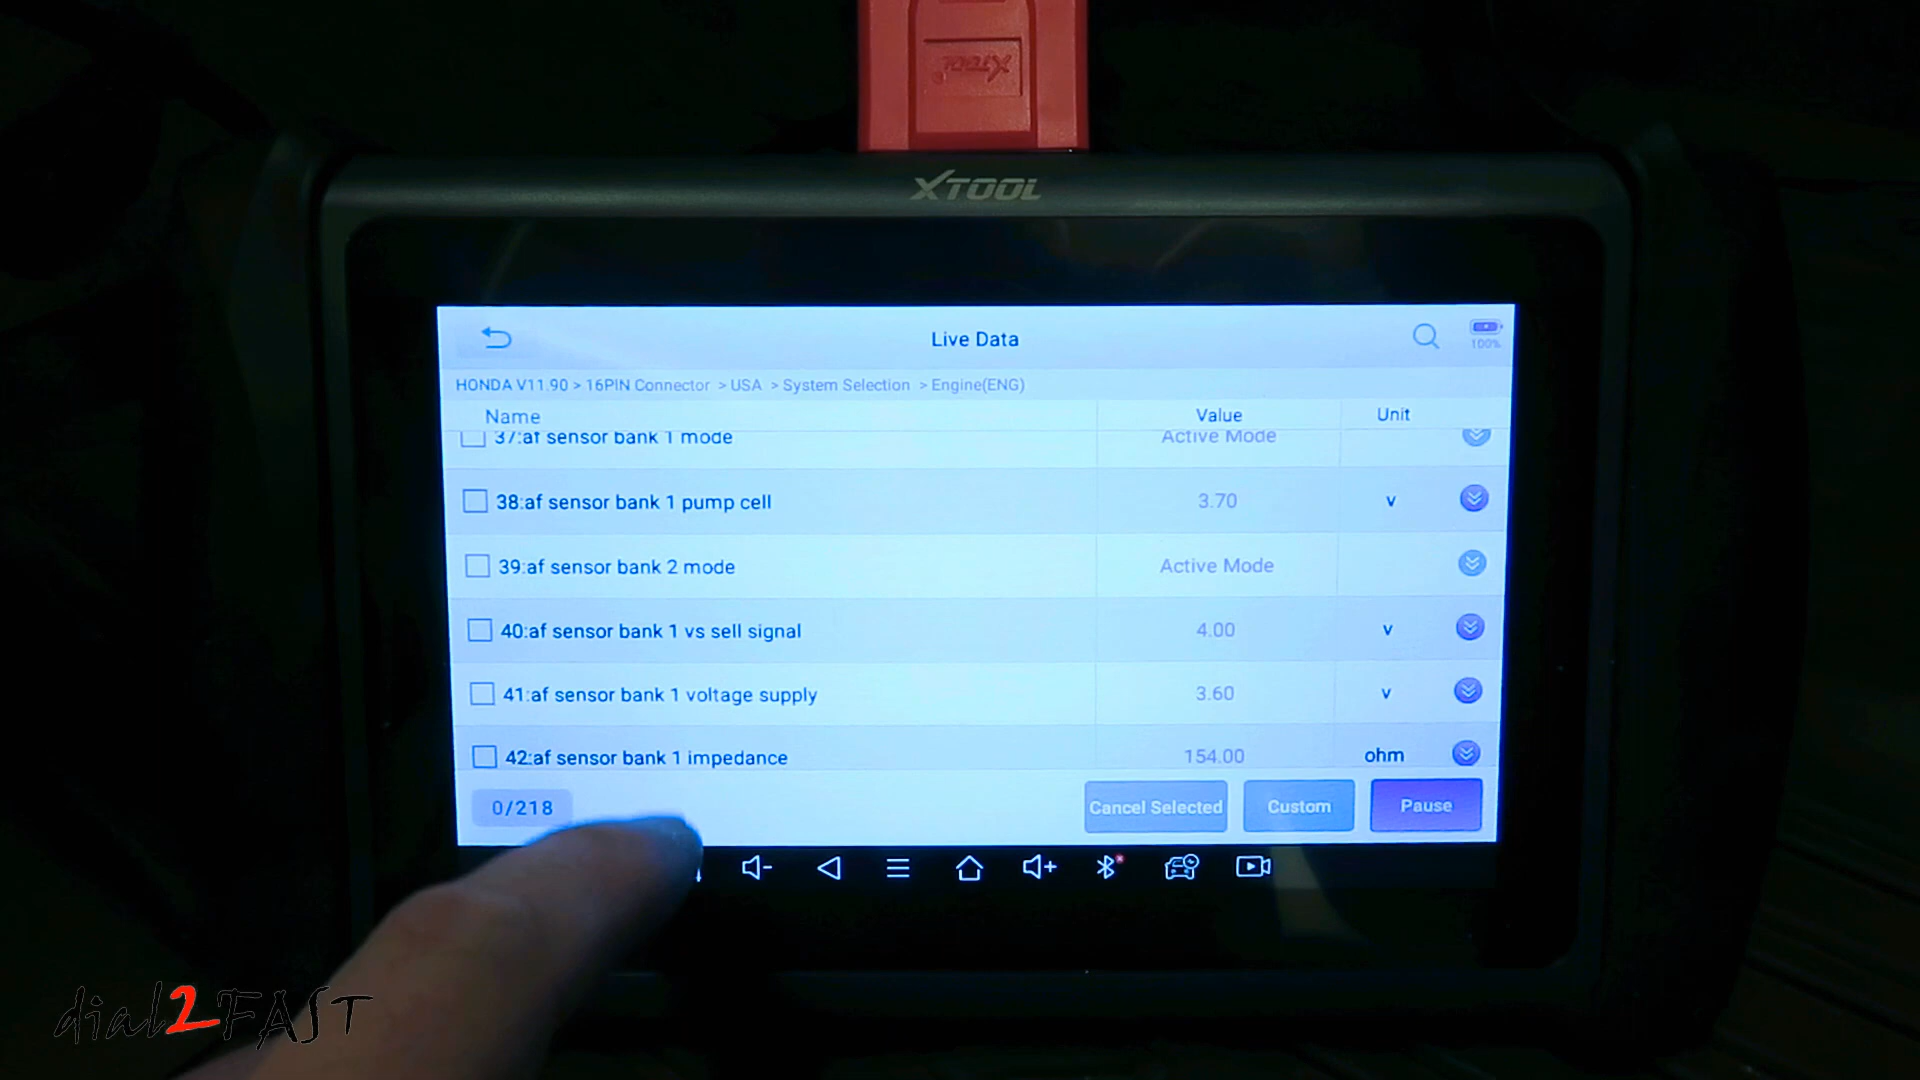 XTOOL
XTOOL
Live Data
100%
HONDA V11.90 > 16PIN Connector > USA > System Selection > Engine(ENG)
Name Value Unit
37:af sensor bank 1 mode Active Mode
38:af sensor bank 1 pump cell 3.70 v
39:af sensor bank 2 mode Active Mode
40:af sensor bank 1 vs sell signal 4.00 v
41:af sensor bank 1 voltage supply 3.60 v
42:af sensor bank 1 impedance 154.00 ohm
0/218 Cancel Selected Custom Pause
dial2FAST